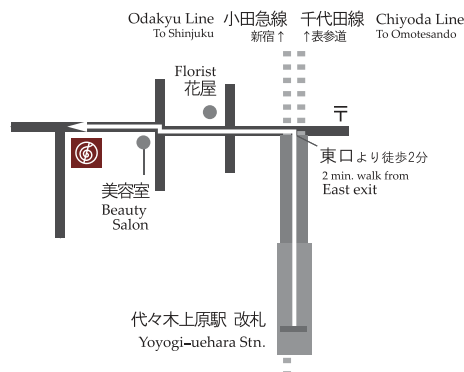 Odakyu Line 小田急線 千代田線 Chiyoda Line
To Shinjuku 新宿↑ ↑表参道 To Omotesando
Florist
花屋
〒
東口より徒歩2分
2 min. walk from
East exit
美容室
Beauty
Salon
代々木上原駅 改札
Yoyogi-uehara Stn.